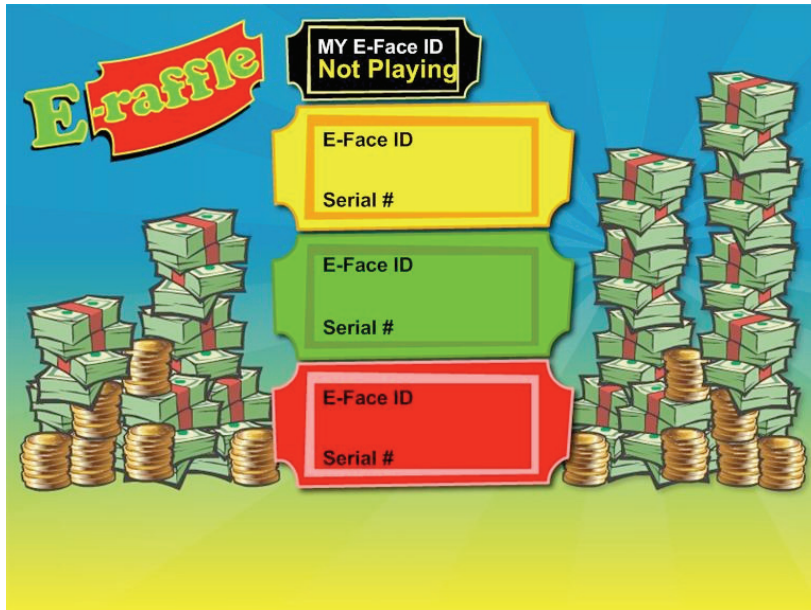 E-raffle
MY E-Face ID
Not Playing
E-Face ID
Serial #
E-Face ID
Serial #
E-Face ID
Serial #